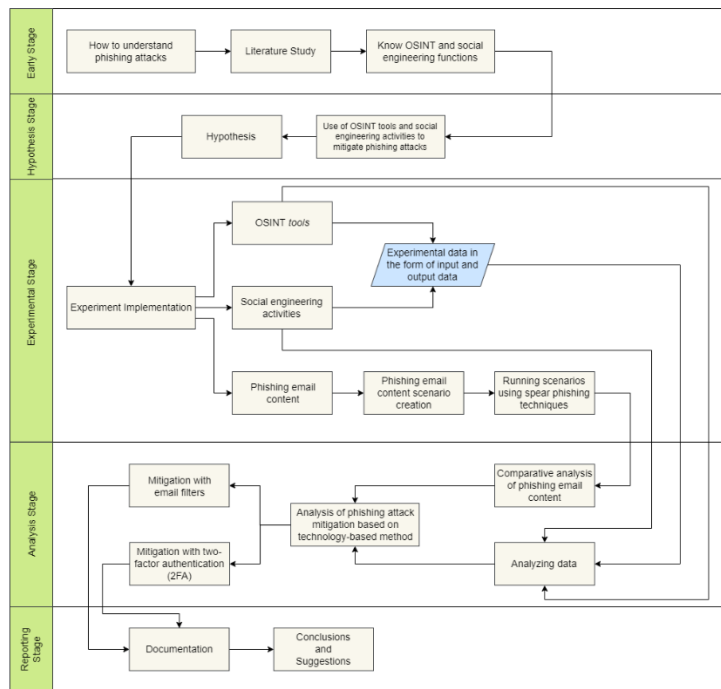 Early Stage
How to understand
phishing attacks
Literature Study
Know OSINT and social
engineering functions
Hypothesis Stage
Hypothesis
Use of OSINT tools and social
engineering activities to
mitigate phishing attacks
Experimental Stage
OSINT tools
Experimental data in
the form of input and
output data
Experiment Implementation
Social engineering
activities
Phishing email
content
Phishing email
content scenario
creation
Running scenarios
using spear phishing
techniques
Analysis Stage
Mitigation with
email filters
Analysis of phishing attack
mitigation based on
technology-based method
Comparative analysis
of phishing email
content
Mitigation with two-
factor authentication
(2FA)
Analyzing data
Reporting
Stage
Documentation
Conclusions
and
Suggestions